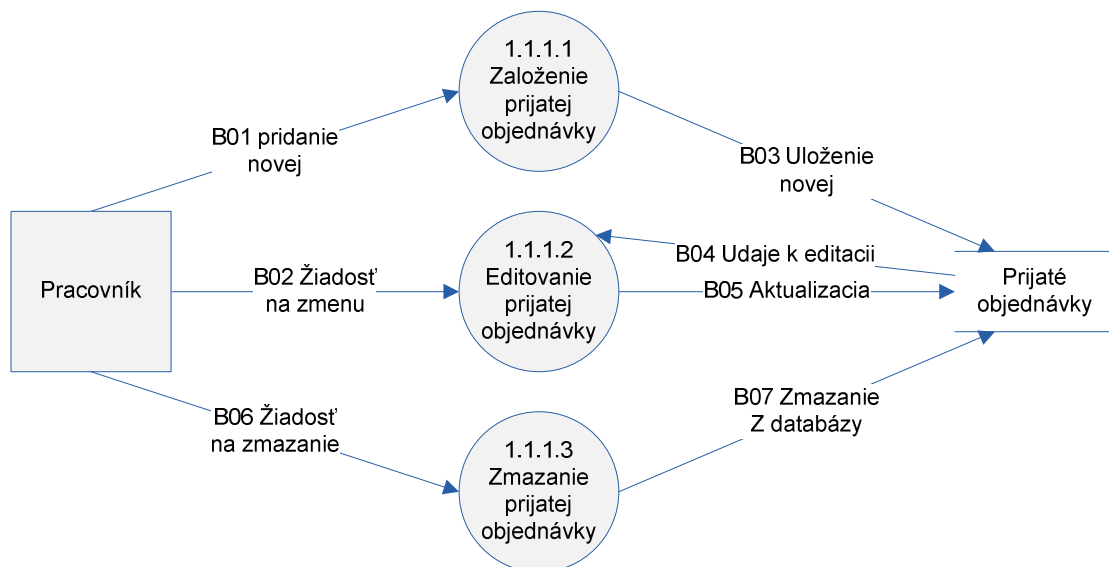 1.1.1.1
Založenie
prijatej
objednávky
B01 pridanie
novej
B03 Uloženie
novej
Pracovník
B02 Žiadosť
na zmenu
1.1.1.2
Editovanie
prijatej
objednávky
B04 Udaje k editacii
B05 Aktualizacia
Prijaté
objednávky
B06 Žiadosť
na zmazanie
1.1.1.3
Zmazanie
prijatej
objednávky
B07 Zmazanie
Z databázy